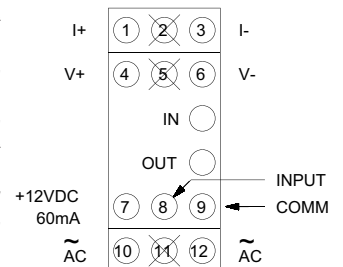 I+ 1 2 3 I-
V+ 4 5 6 V-
IN
OUT
INPUT
+12VDC 7 8 9 COMM
60mA
~ ~
AC 10 11 12 AC